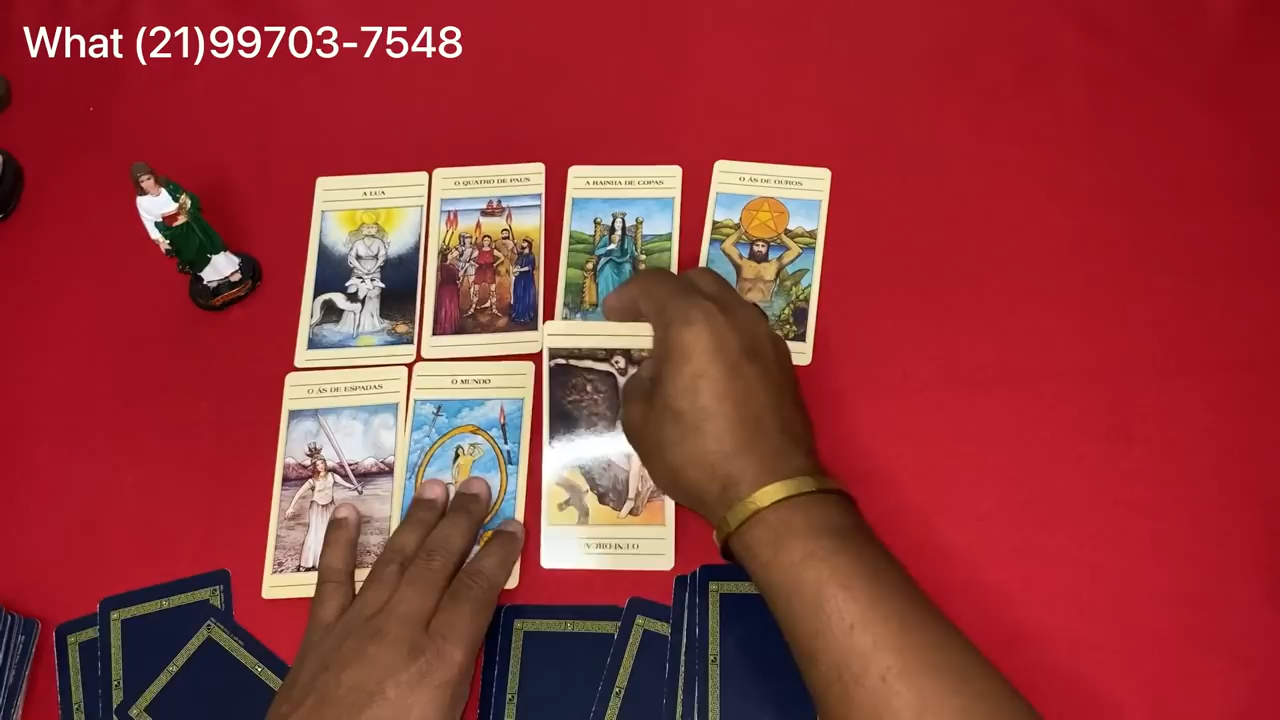 What (21)99703-7548
A LUA
O QUATRO DE PAUS
A RAINHA DE COPAS
O ÁS DE OUROS
O ÁS DE ESPADAS
O MUNDO